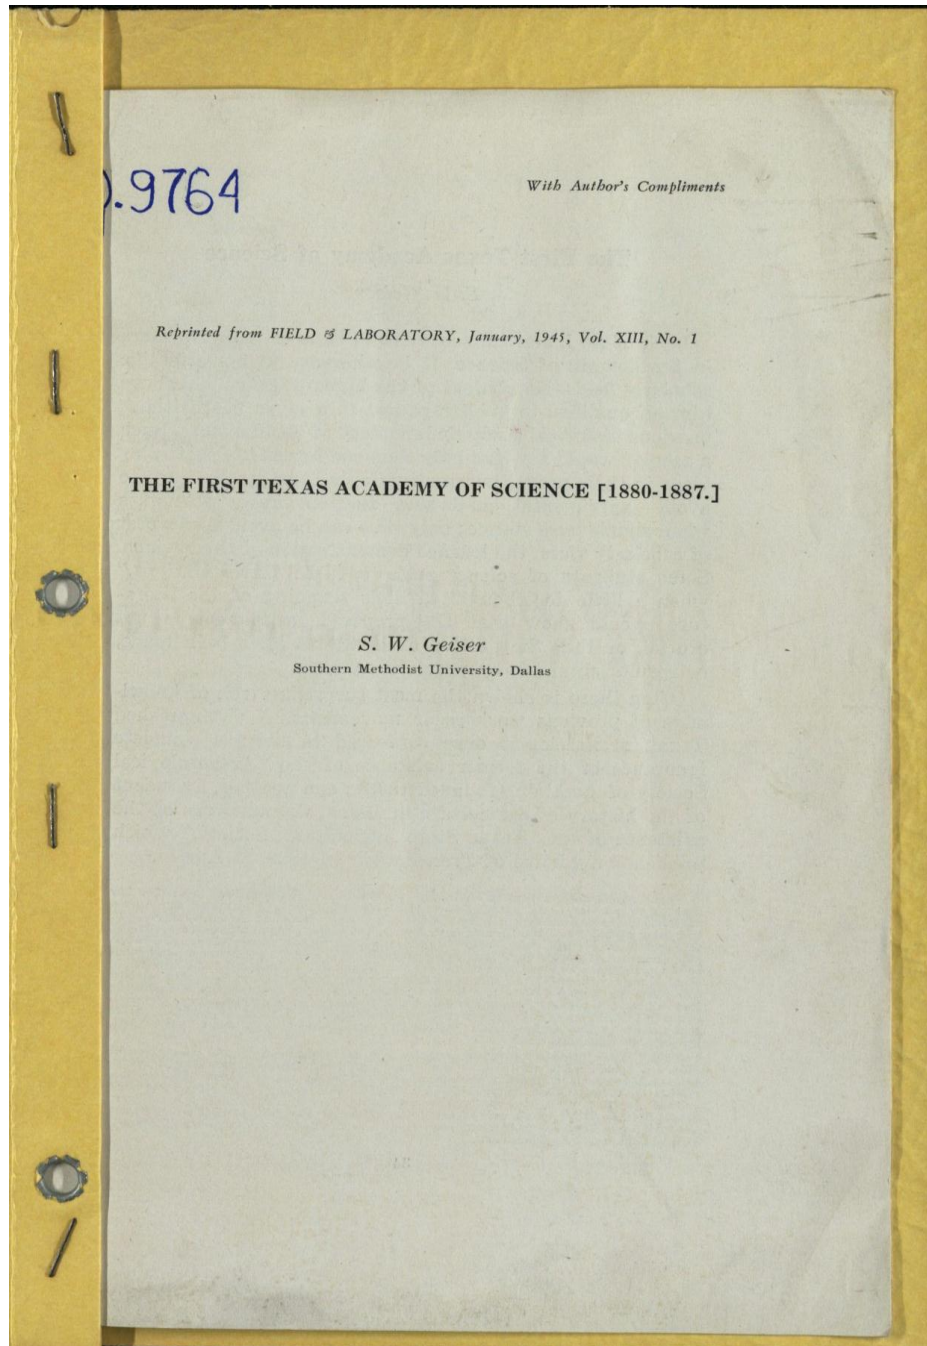 ).9764
With Author's Compliments
Reprinted from FIELD & LABORATORY, January, 1945, Vol. XIII, No. 1
THE FIRST TEXAS ACADEMY OF SCIENCE [1880-1887.]
S. W. Geiser
Southern Methodist University, Dallas